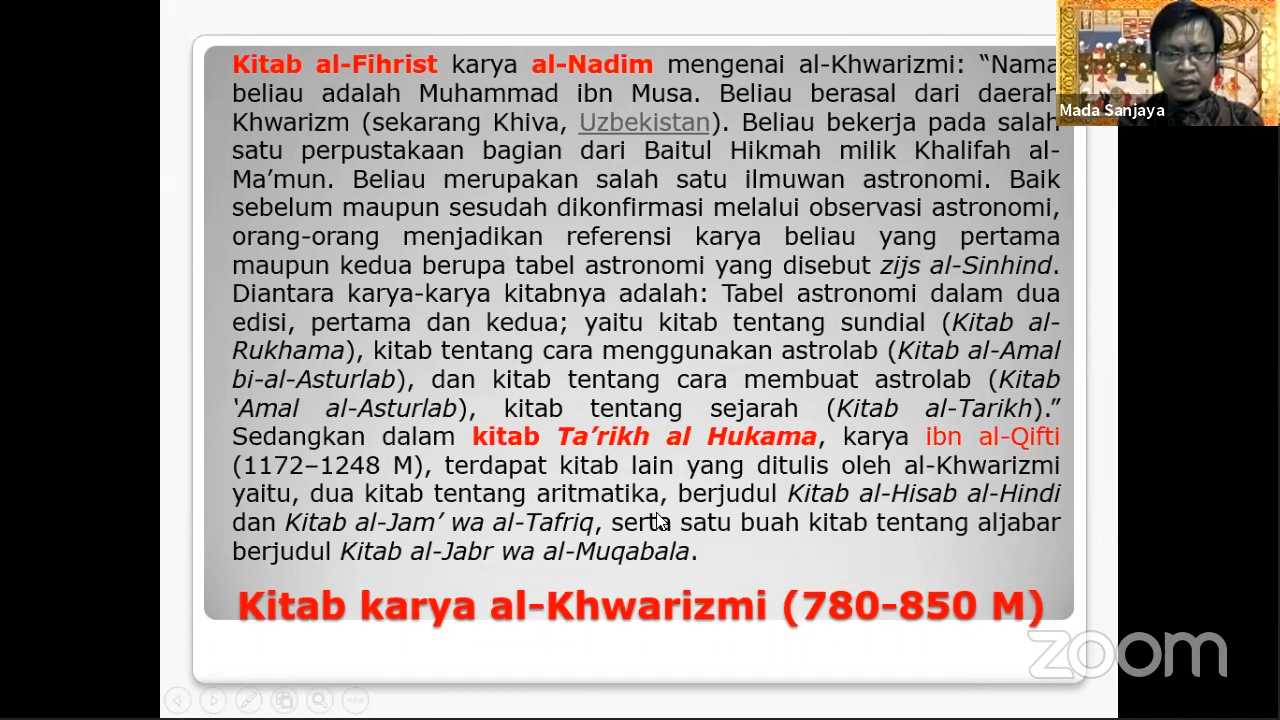 Kitab al-Fihrist karya al-Nadim mengenai al-Khwarizmi: “Nama
beliau adalah Muhammad ibn Musa. Beliau berasal dari daerah
Khwarizm (sekarang Khiva, Uzbekistan). Beliau bekerja pada salah
satu perpustakaan bagian dari Baitul Hikmah milik Khalifah al-
Ma’mun. Beliau merupakan salah satu ilmuwan astronomi. Baik
sebelum maupun sesudah dikonfirmasi melalui observasi astronomi,
orang-orang menjadikan referensi karya beliau yang pertama
maupun kedua berupa tabel astronomi yang disebut zijs al-Sinhind.
Diantara karya-karya kitabnya adalah: Tabel astronomi dalam dua
edisi, pertama dan kedua; yaitu kitab tentang sundial (Kitab al-
Rukhama), kitab tentang cara menggunakan astrolab (Kitab al-Amal
bi-al-Asturlab), dan kitab tentang cara membuat astrolab (Kitab
‘Amal al-Asturlab), kitab tentang sejarah (Kitab al-Tarikh).”
Sedangkan dalam kitab Ta’rikh al Hukama, karya ibn al-Qifti
(1172–1248 M), terdapat kitab lain yang ditulis oleh al-Khwarizmi
yaitu, dua kitab tentang aritmatika, berjudul Kitab al-Hisab al-Hindi
dan Kitab al-Jam’ wa al-Tafriq, serta satu buah kitab tentang aljabar
berjudul Kitab al-Jabr wa al-Muqabala.
Kitab karya al-Khwarizmi (780-850 M)
Mada Sanjaya
zoom